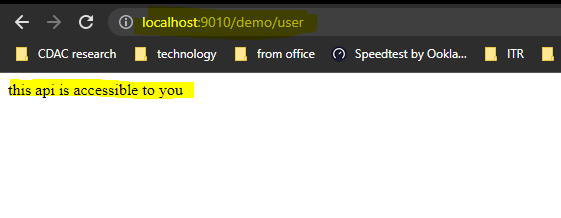 localhost:9010/demo/user
CDAC research technology from office Speedtest by Ookla... ITR
this api is accessible to you